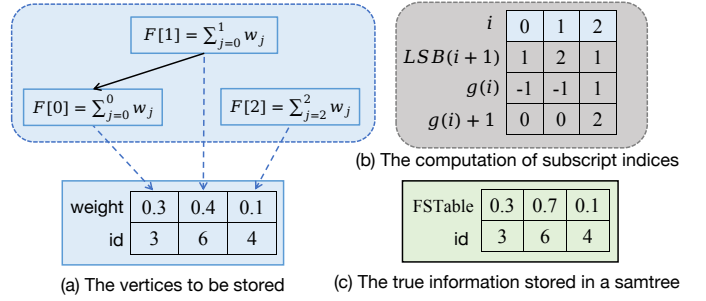 F[1] = ∑_{j=0}^{1} w_j
F[0] = ∑_{j=0}^{0} w_j
F[2] = ∑_{j=2}^{2} w_j
weight 0.3 0.4 0.1
id 3 6 4
(a) The vertices to be stored
i 0 1 2
LSB(i + 1) 1 2 1
g(i) -1 -1 1
g(i) + 1 0 0 2
(b) The computation of subscript indices
FSTable 0.3 0.7 0.1
id 3 6 4
(c) The true information stored in a samtree